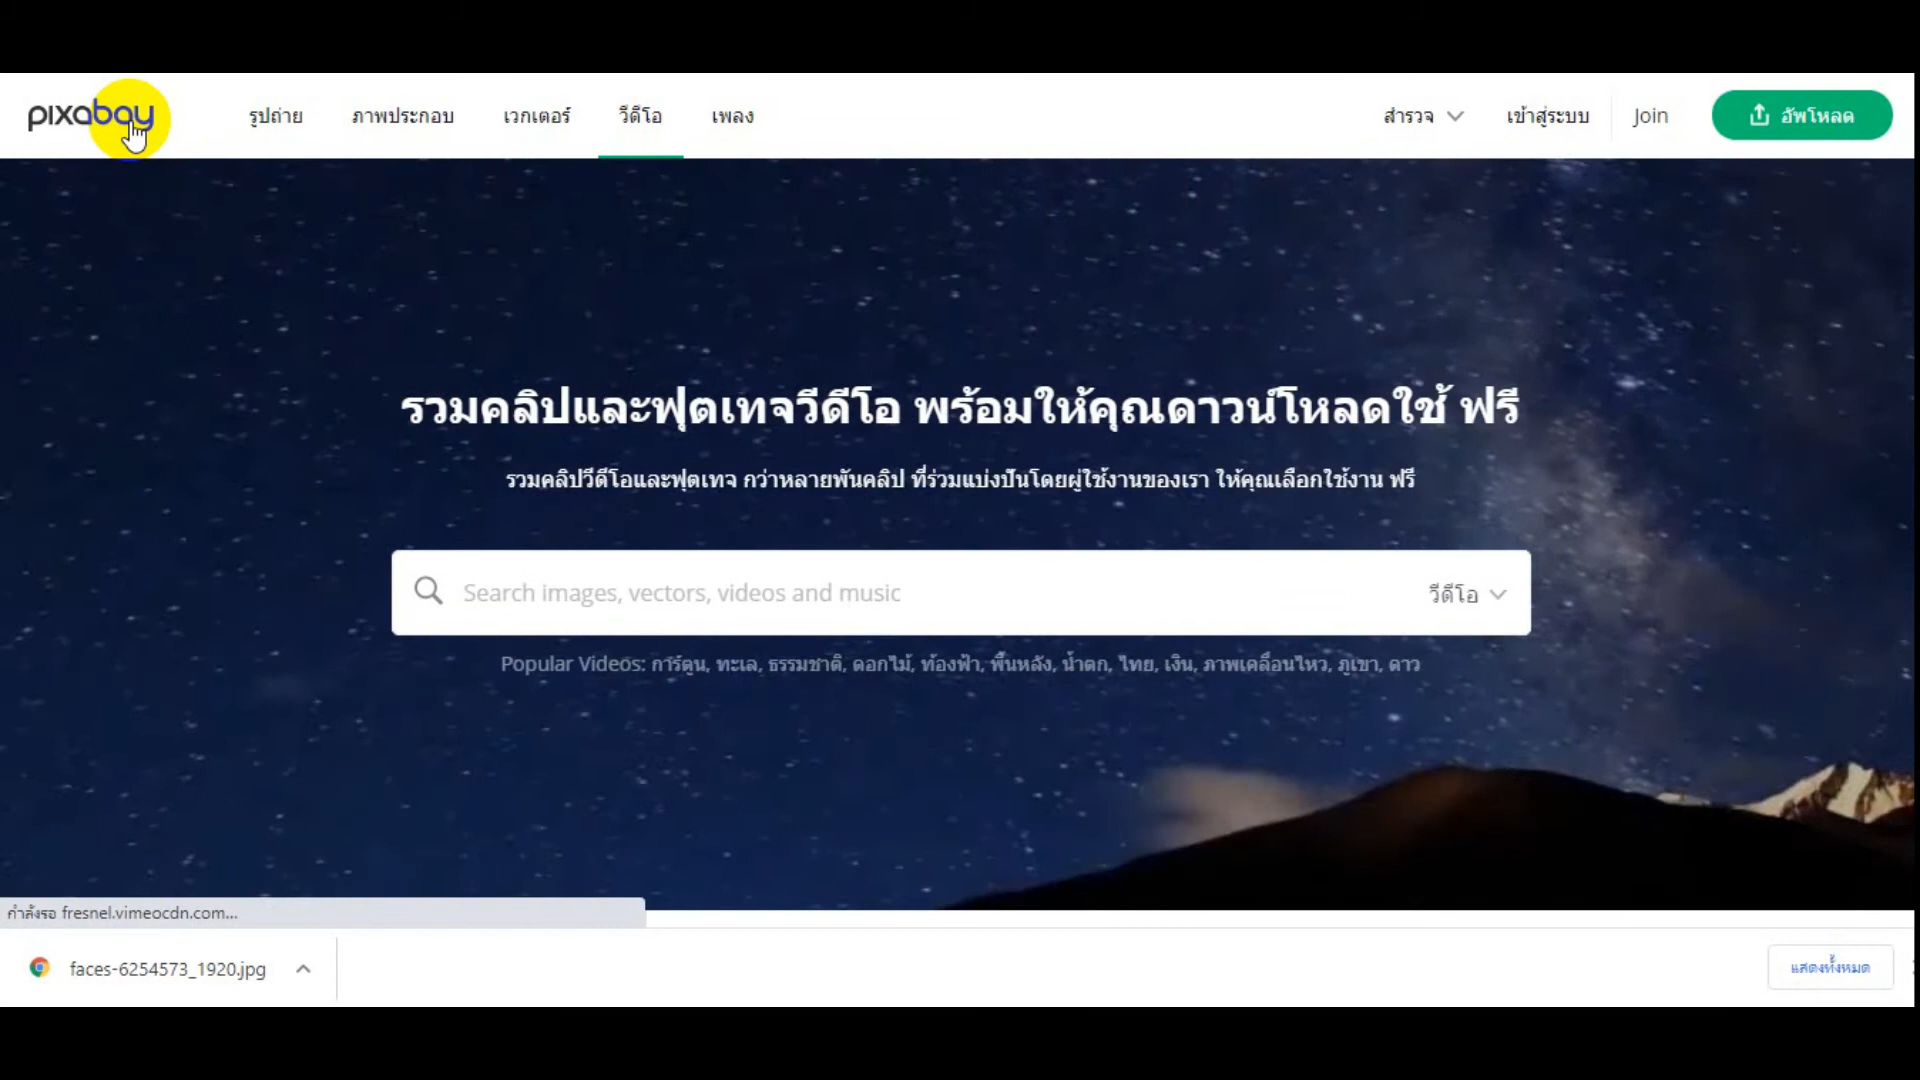 pixabay
รูปถ่าย ภาพประกอบ เวกเตอร์ วีดีโอ เพลง สำรวจ เข้าสู่ระบบ Join อัพโหลด
รวมคลิปและฟุตเทจวีดีโอ พร้อมให้คุณดาวน์โหลดใช้ ฟรี
รวมคลิปวีดีโอและฟุตเทจ กว่าหลายพันคลิป ที่ร่วมแบ่งปันโดยผู้ใช้งานของเรา ให้คุณเลือกใช้งาน ฟรี
Search images, vectors, videos and music วีดีโอ
Popular Videos: การ์ตูน, ทะเล, ธรรมชาติ, ดอกไม้, ท้องฟ้า, พื้นหลัง, น้ำตก, ไทย, เงิน, ภาพเคลื่อนไหว, ภูเขา, ดาว
กำลังรอ fresnel.vimeocdn.com...
faces-6254573_1920.jpg แสดงทั้งหมด